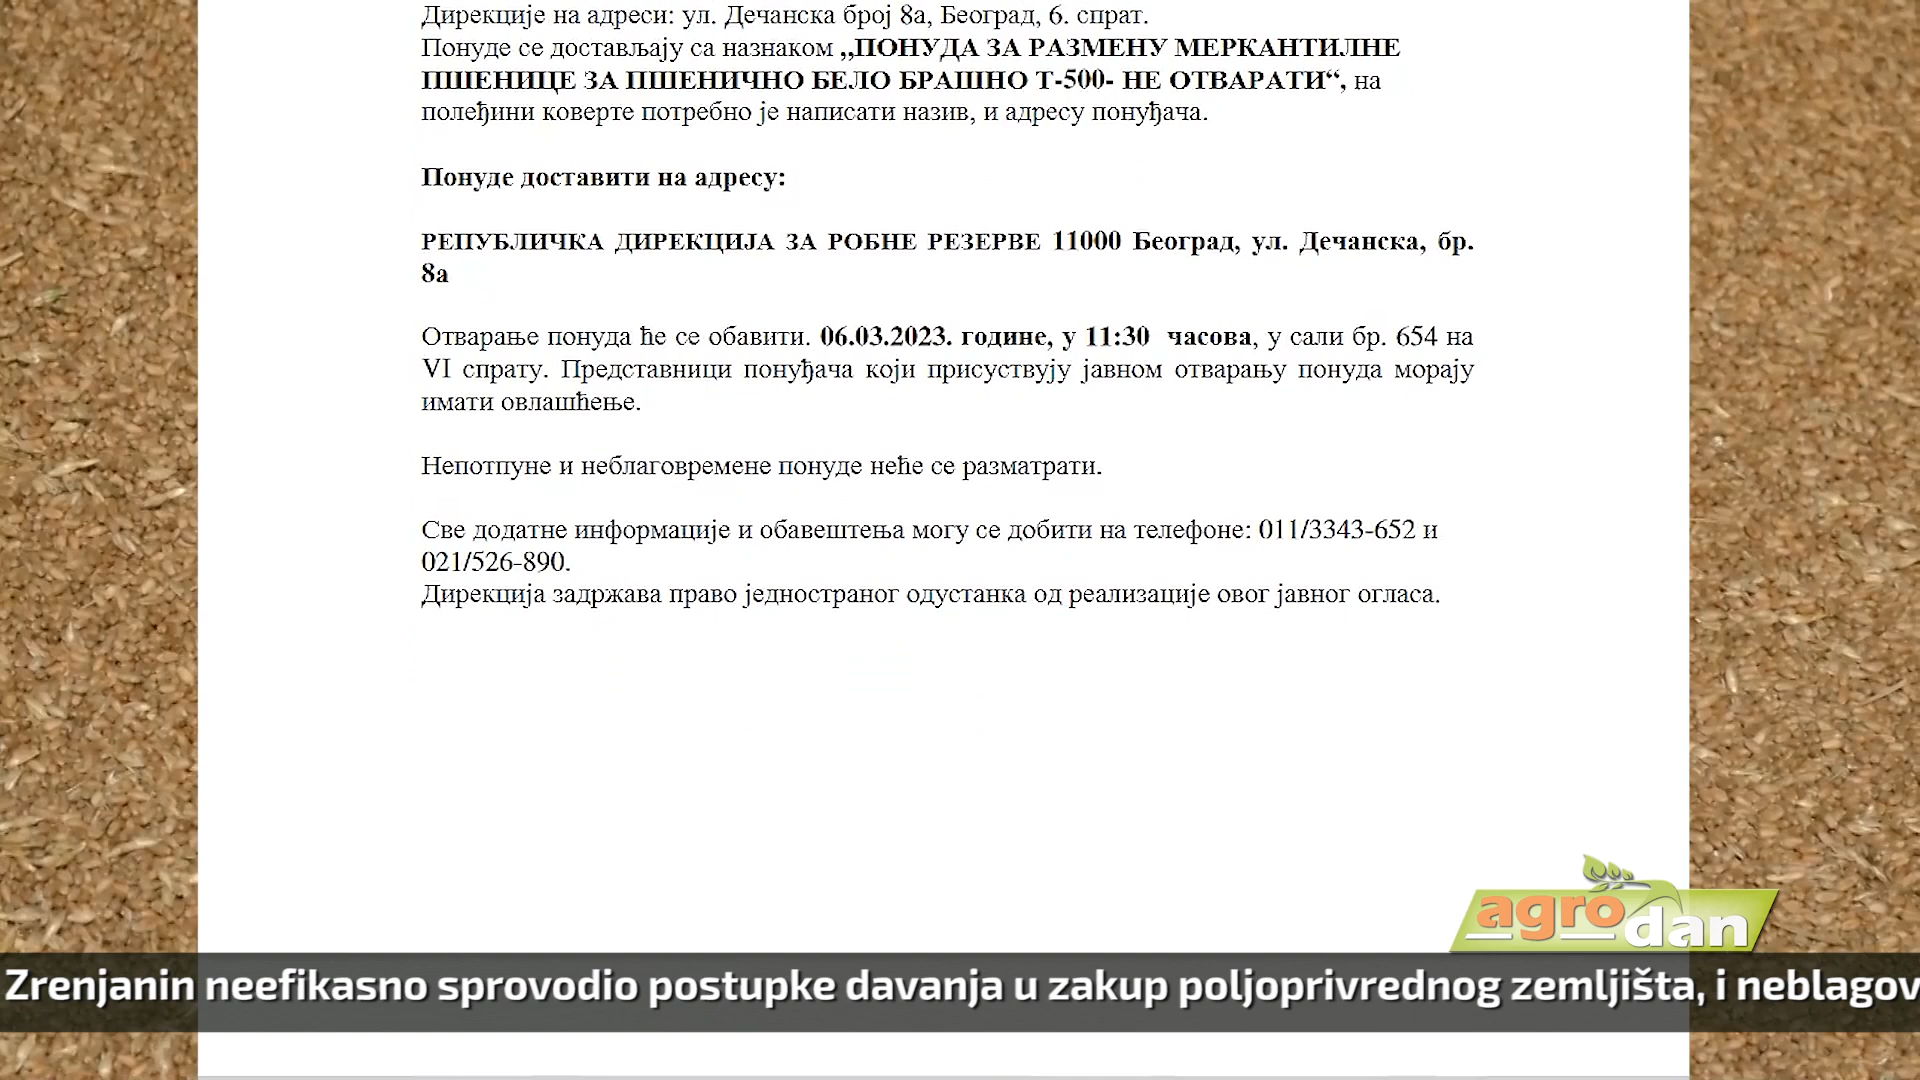 Дирекције на адреси: ул. Дечанска број 8а, Београд, 6. спрат.
Понуде се достављају са назнаком „ПОНУДА ЗА РАЗМЕНУ МЕРКАНТИЛНЕ
ПШЕНИЦЕ ЗА ПШЕНИЧНО БЕЛО БРАШНО Т-500- НЕ ОТВАРАТИ“, на
полеђини коверте потребно је написати назив, и адресу понуђача.
Понуде доставити на адресу:
РЕПУБЛИЧКА ДИРЕКЦИЈА ЗА РОБНЕ РЕЗЕРВЕ 11000 Београд, ул. Дечанска, бр.
8а
Отварање понуда ће се обавити. 06.03.2023. године, у 11:30 часова, у сали бр. 654 на
VI спрату. Представници понуђача који присуствују јавном отварању понуда морају
имати овлашћење.
Непотпуне и неблаговремене понуде неће се разматрати.
Све додатне информације и обавештења могу се добити на телефоне: 011/3343-652 и
021/526-890.
Дирекција задржава право једностраног одустанка од реализације овог јавног огласа.
agro
dan
Zrenjanin neefikasno sprovodio postupke davanja u zakup poljoprivrednog zemljišta, i neblagov